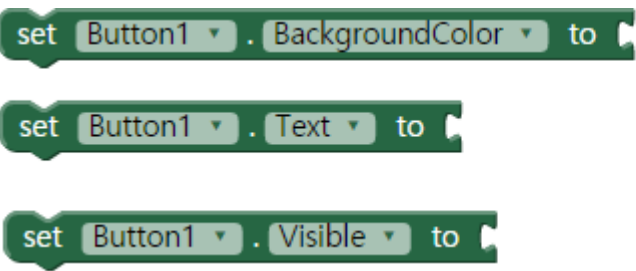 set Button1 . BackgroundColor to
set Button1 . Text to
set Button1 . Visible to